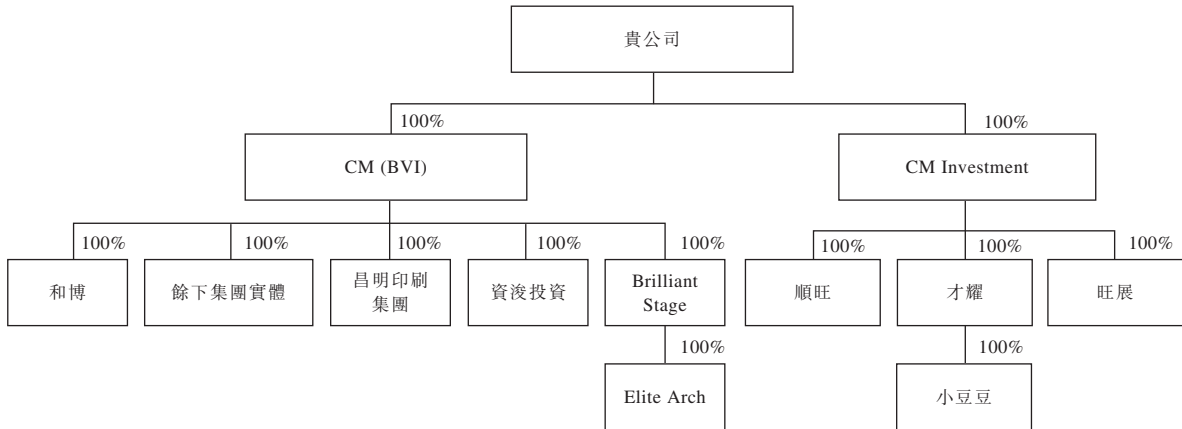 貴公司
100%
100%
CM (BVI)
CM Investment
100%
100%
100%
100%
100%
100%
100%
100%
和博
餘下集團實體
昌明印刷
集團
資浚投資
Brilliant
Stage
順旺
才耀
旺展
100%
100%
Elite Arch
小豆豆